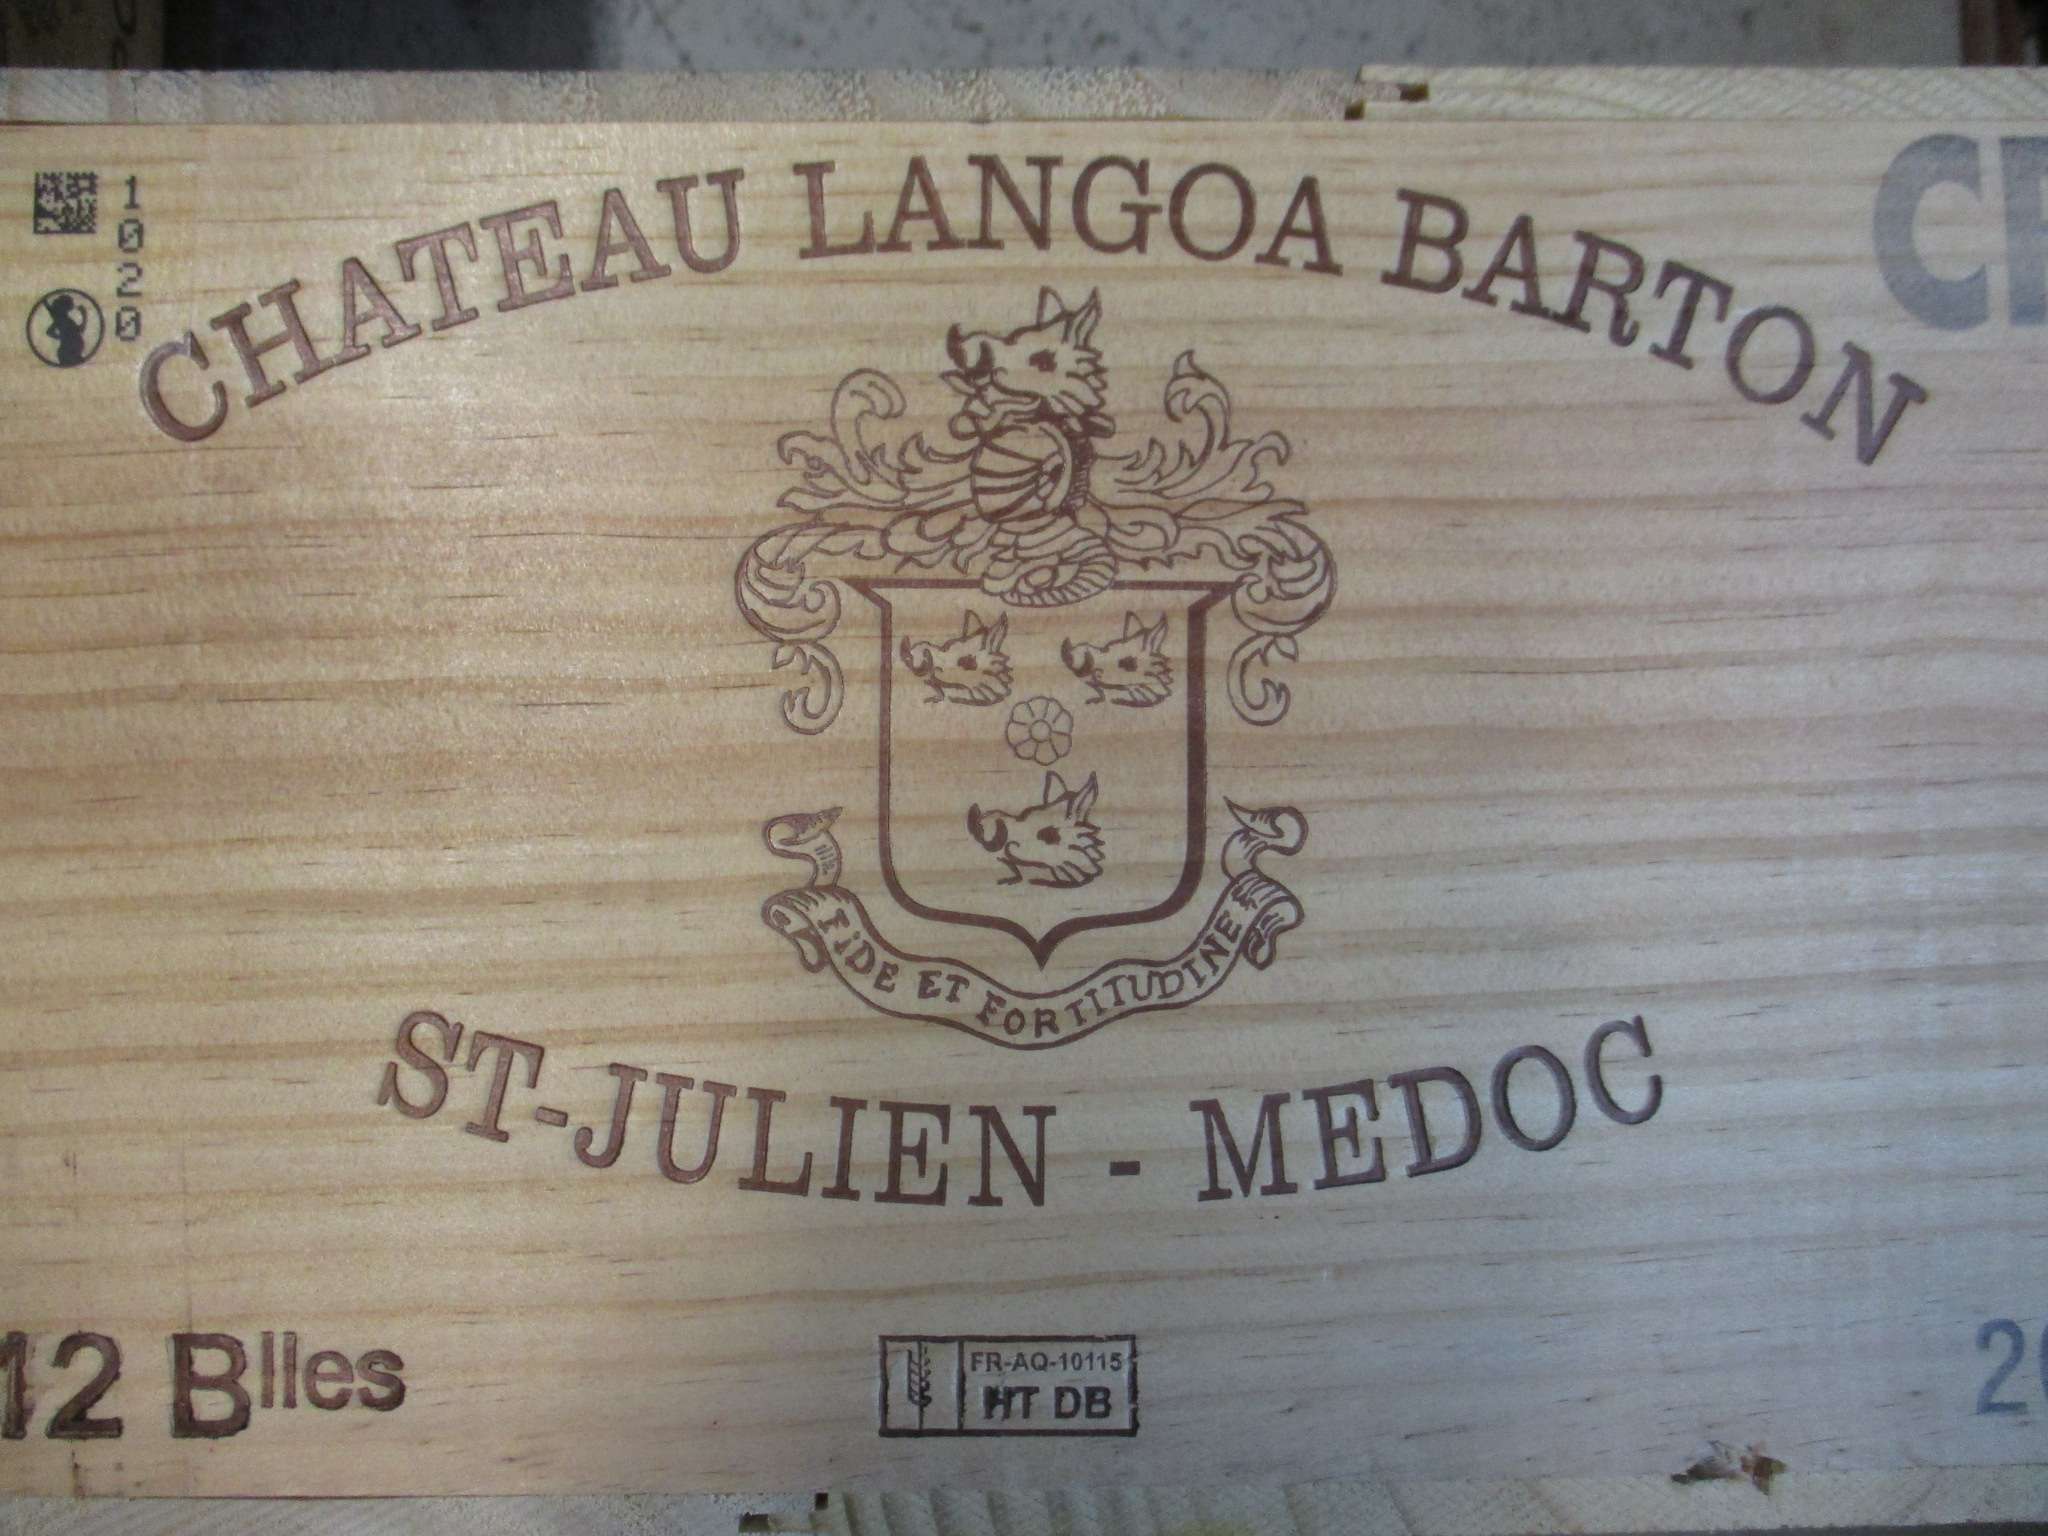 1020
CHATEAU LANGOA BARTON
FIDE ET FORTITUDINE
ST-JULIEN - MEDOC
12 Blles
FR-AQ-10115
HT DB